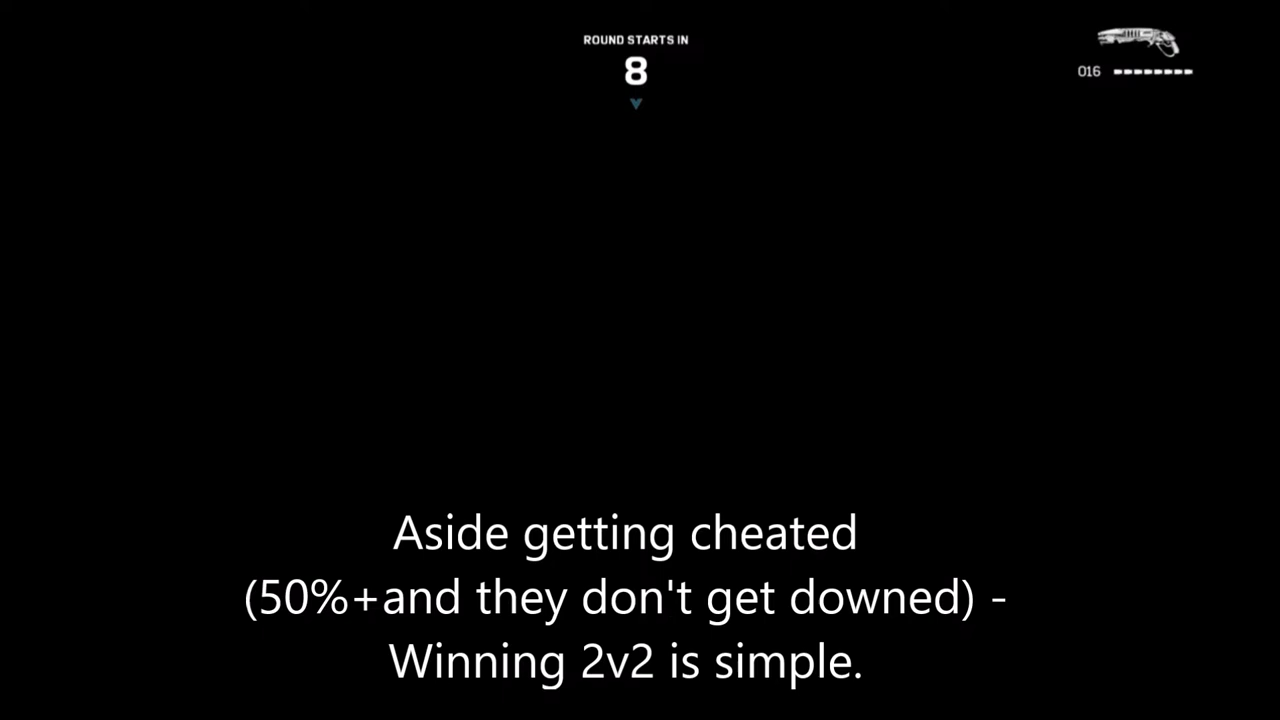 ROUND STARTS IN
8
016
Aside getting cheated
(50%+and they don't get downed) -
Winning 2v2 is simple.